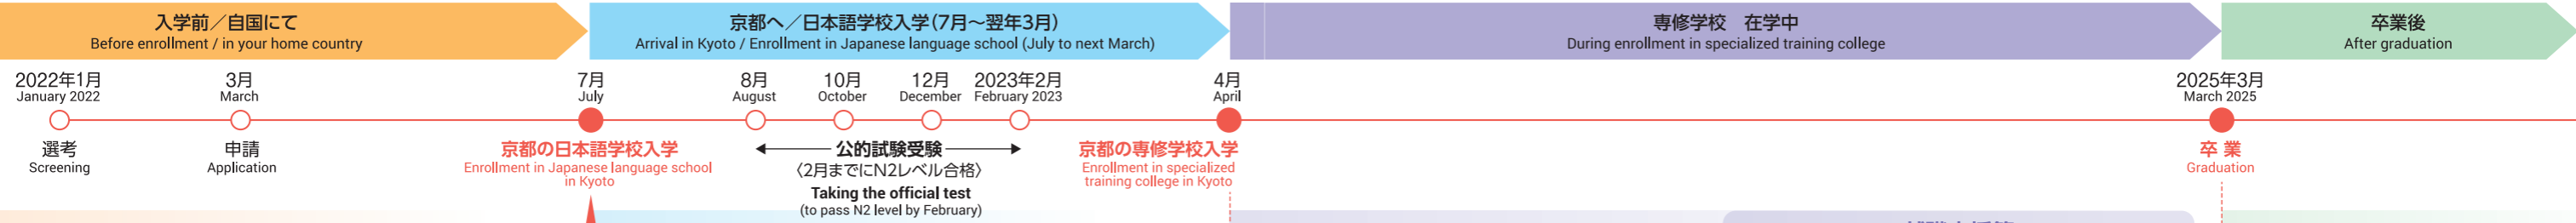 入学前／自国にて
Before enrollment / in your home country
京都へ／日本語学校入学（7月～翌年3月）
Arrival in Kyoto / Enrollment in Japanese language school (July to next March)
専修学校　在学中
During enrollment in specialized training college
卒業後
After graduation
2022年1月
January 2022
選考
Screening
3月
March
申請
Application
7月
July
京都の日本語学校入学
Enrollment in Japanese language school
in Kyoto
8月
August
10月
October
12月
December
2023年2月
February 2023
公的試験受験
〈2月までにN2レベル合格〉
Taking the official test
(to pass N2 level by February)
4月
April
京都の専修学校入学
Enrollment in specialized
training college in Kyoto
2025年3月
March 2025
卒 業
Graduation